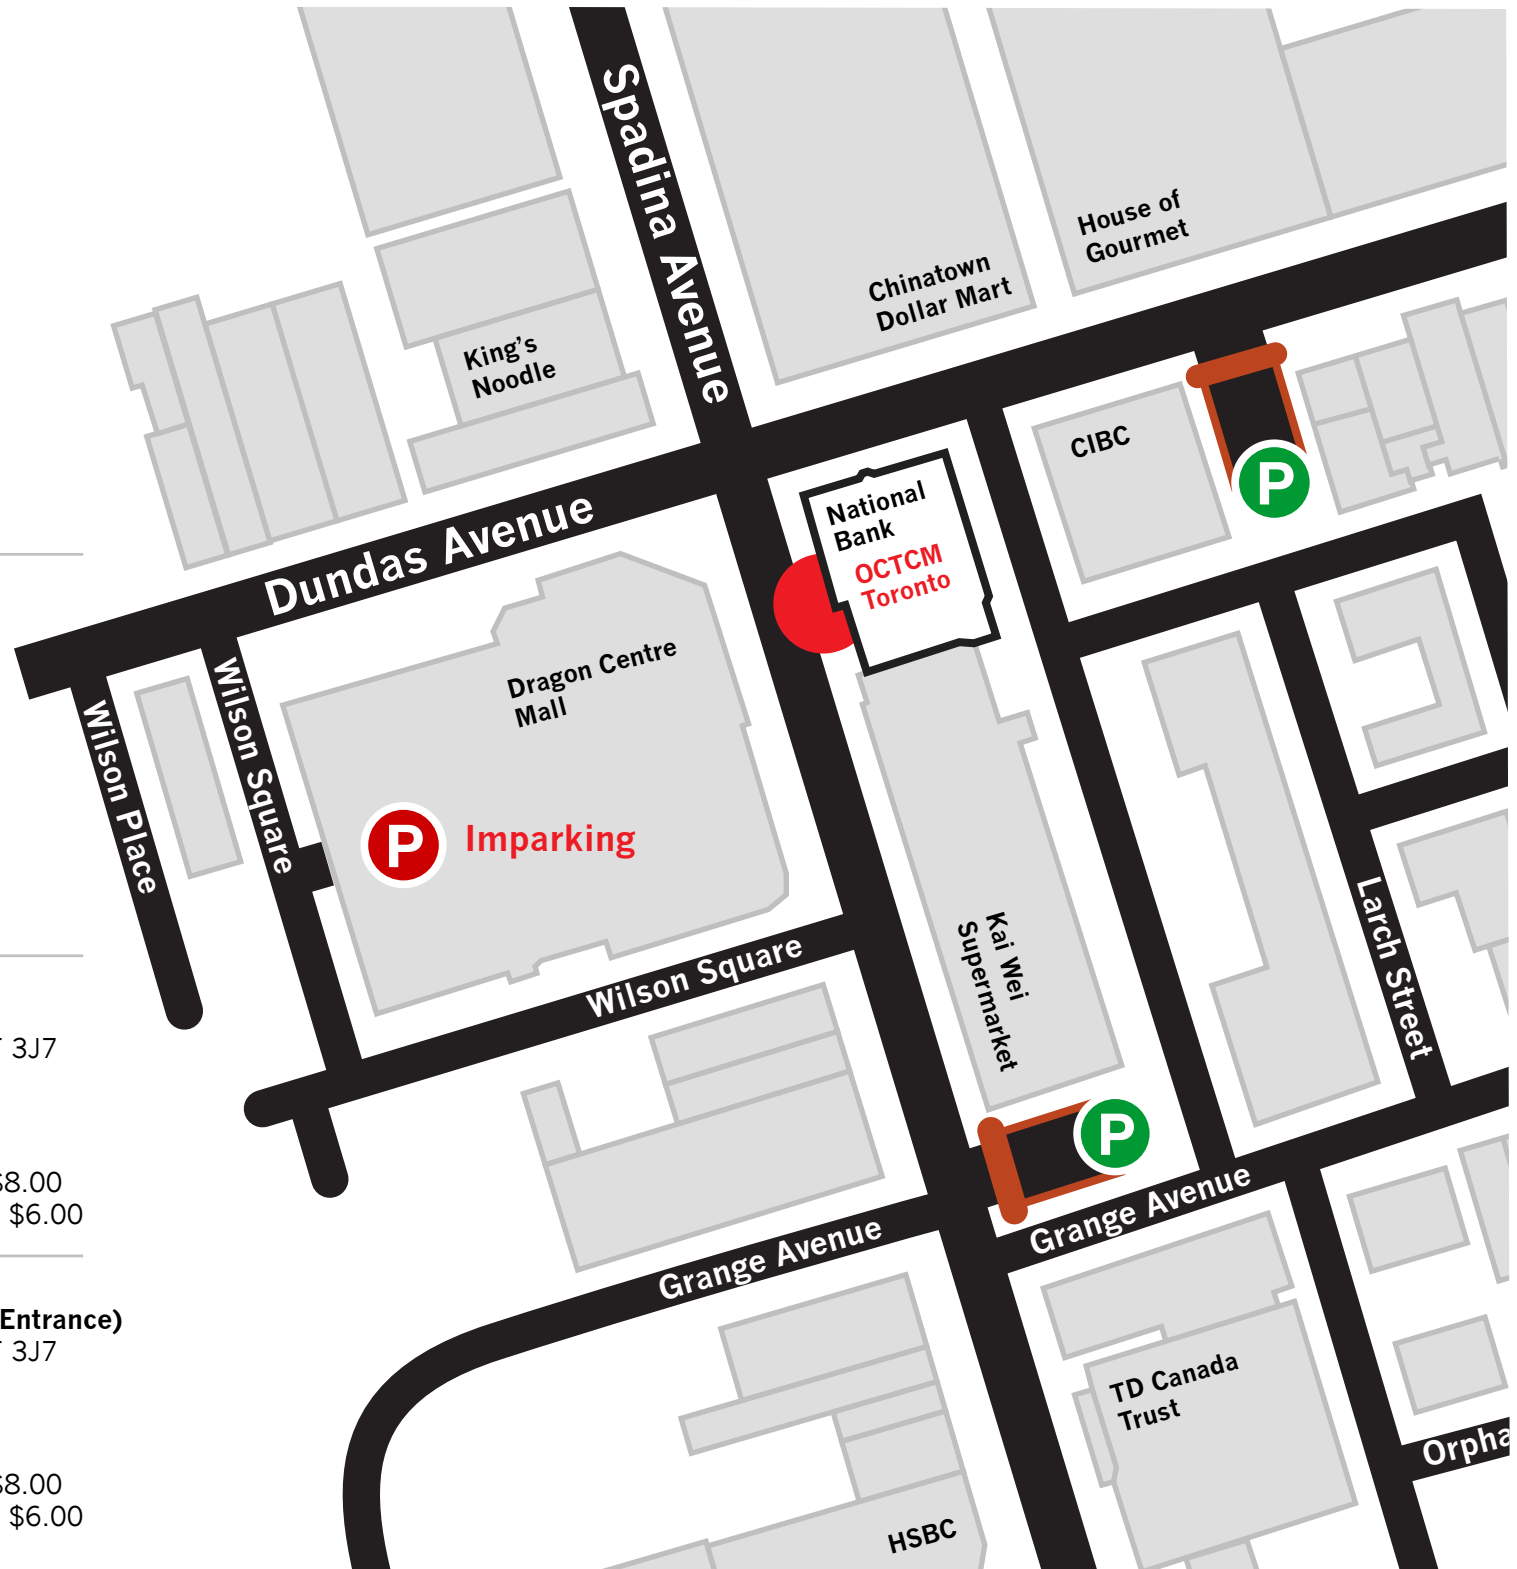 Spadina Avenue
House of
Gourmet
Chinatown
Dollar Mart
King's
Noodle
CIBC
National
Bank
OCTCM
Toronto
Dundas Avenue
Dragon Centre
Mall
Wilson Place
Wilson Square
P
P Imparking
Larch Street
Kai Wei
Supermarket
Wilson Square
3J7
P
$8.00
$6.00
Grange Avenue
Grange Avenue
Entrance)
3J7
TD Canada
Trust
Orpha
$8.00
$6.00
HSBC